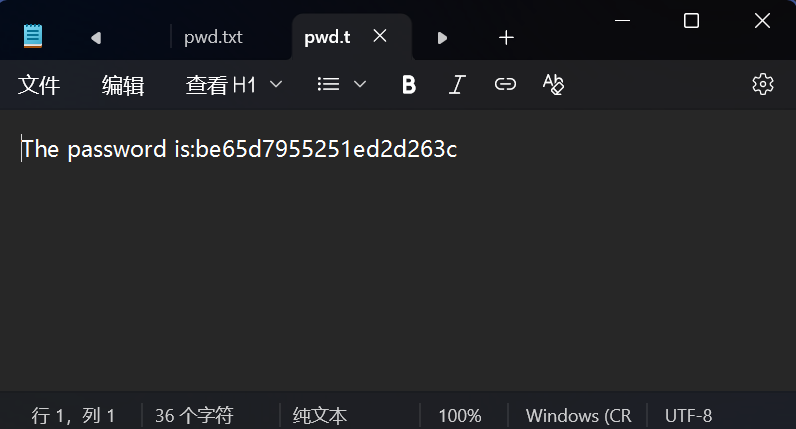 pwd.txt
pwd.t
文件 编辑 查看 H1 B I
The password is:be65d7955251ed2d263c
行 1，列 1 36 个字符 纯文本 100% Windows (CR UTF-8